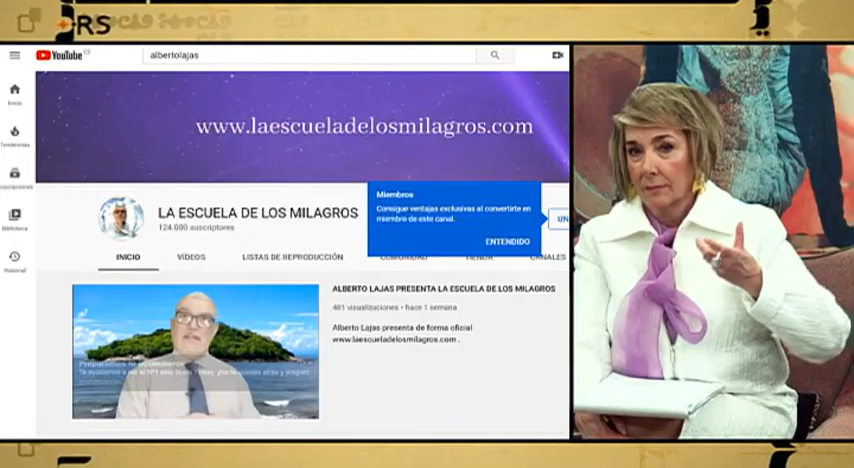 RS
YouTube ES
albertolajas
www.laescueladelosmilagros.com
Inicio
Tendencias
Biblioteca
Historial
LA ESCUELA DE LOS MILAGROS
124.000 suscriptores
Miembros
Consigue ventajas exclusivas al convertirte en
miembro de este canal.
ENTENDIDO
UN
INICIO
VÍDEOS
LISTAS DE REPRODUCCIÓN
COMUNIDAD
TIENDA
CANALES
ALBERTO LAJAS PRESENTA LA ESCUELA DE LOS MILAGROS
481 visualizaciones • hace 1 semana
Alberto Lajas presenta de forma oficial
www.laescueladelosmilagros.com .